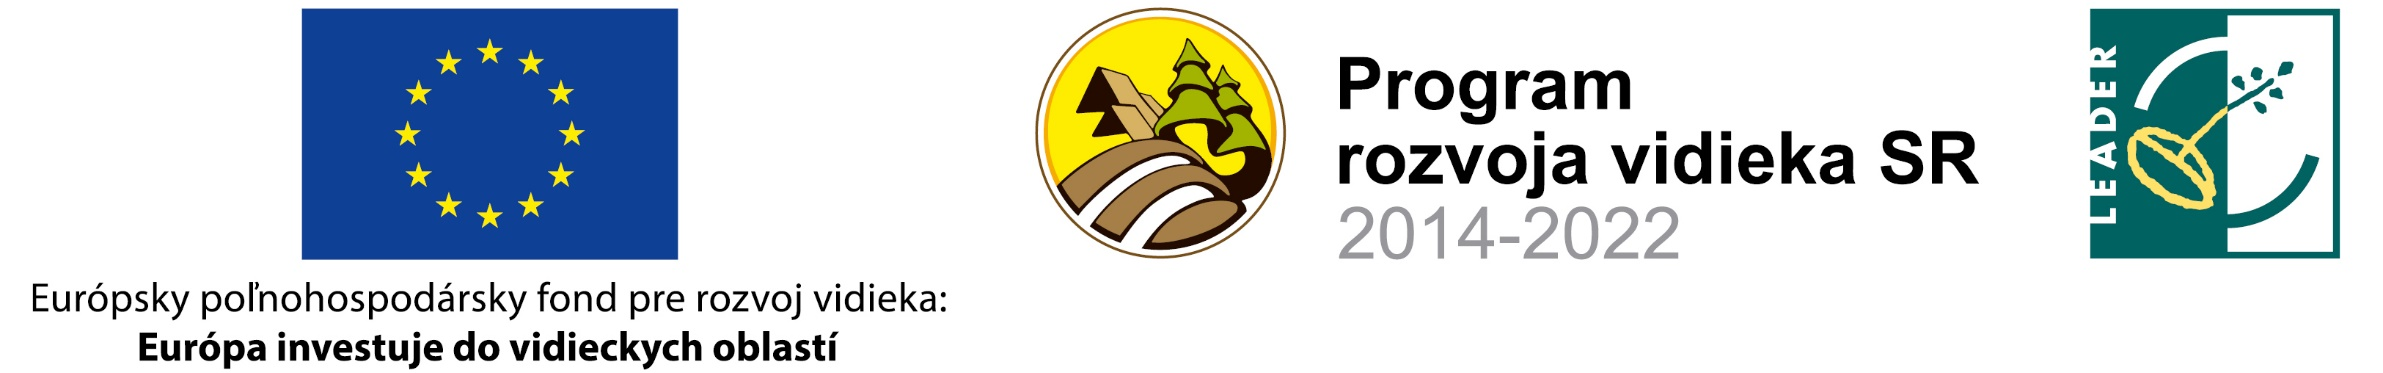 Európsky poľnohospodársky fond pre rozvoj vidieka:
Európa investuje do vidieckych oblastí
Program
rozvoja vidieka SR
2014-2022
LEADER